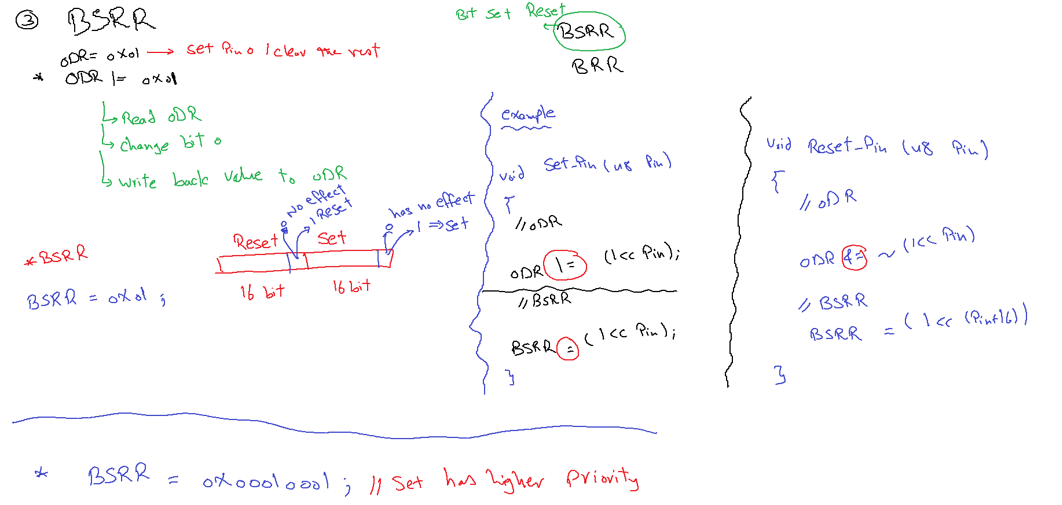 ③ BSRR
ODR = 0x01 → set Pin 0 / clear the rest
* ODR |= 0x01
↳ Read ODR
↳ change bit 0
↳ write back value to ODR
Bit Set Reset
BSRR
BRR
* BSRR
BSRR = 0x01 ;
0 No effect
1 Reset
0 has no effect
1 ⇒ set
Reset Set
16 bit 16 bit
example
void Set_Pin (u8 Pin)
{
// ODR
ODR |= (1<< Pin);
// BSRR
BSRR = (1<< Pin);
}
void Reset_Pin (u8 Pin)
{
// ODR
ODR &= ~ (1<< Pin)
// BSRR
BSRR = ( 1 << (Pin+16))
}
* BSRR = 0x00010001 ; // Set has higher Priority